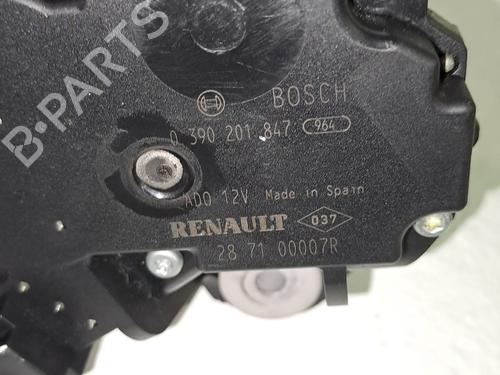 B-PARTS
BOSCH
0 390 201 847 964
ADO 12V Made in Spain
RENAULT 037
28 71 00007R